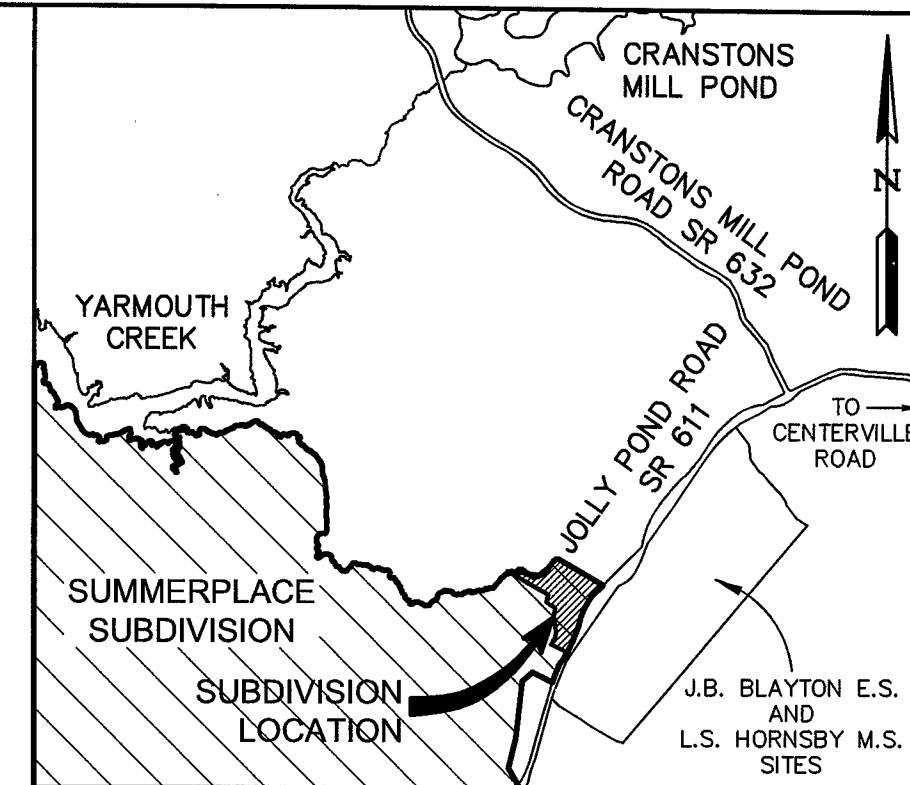 CRANSTONS
MILL POND
CRANSTONS MILL POND
ROAD SR 632
N
YARMOUTH
CREEK
JOLLY POND ROAD
SR 611
TO
CENTERVILLE
ROAD
SUMMERPLACE
SUBDIVISION
SUBDIVISION
LOCATION
J.B. BLAYTON E.S.
AND
L.S. HORNSBY M.S.
SITES